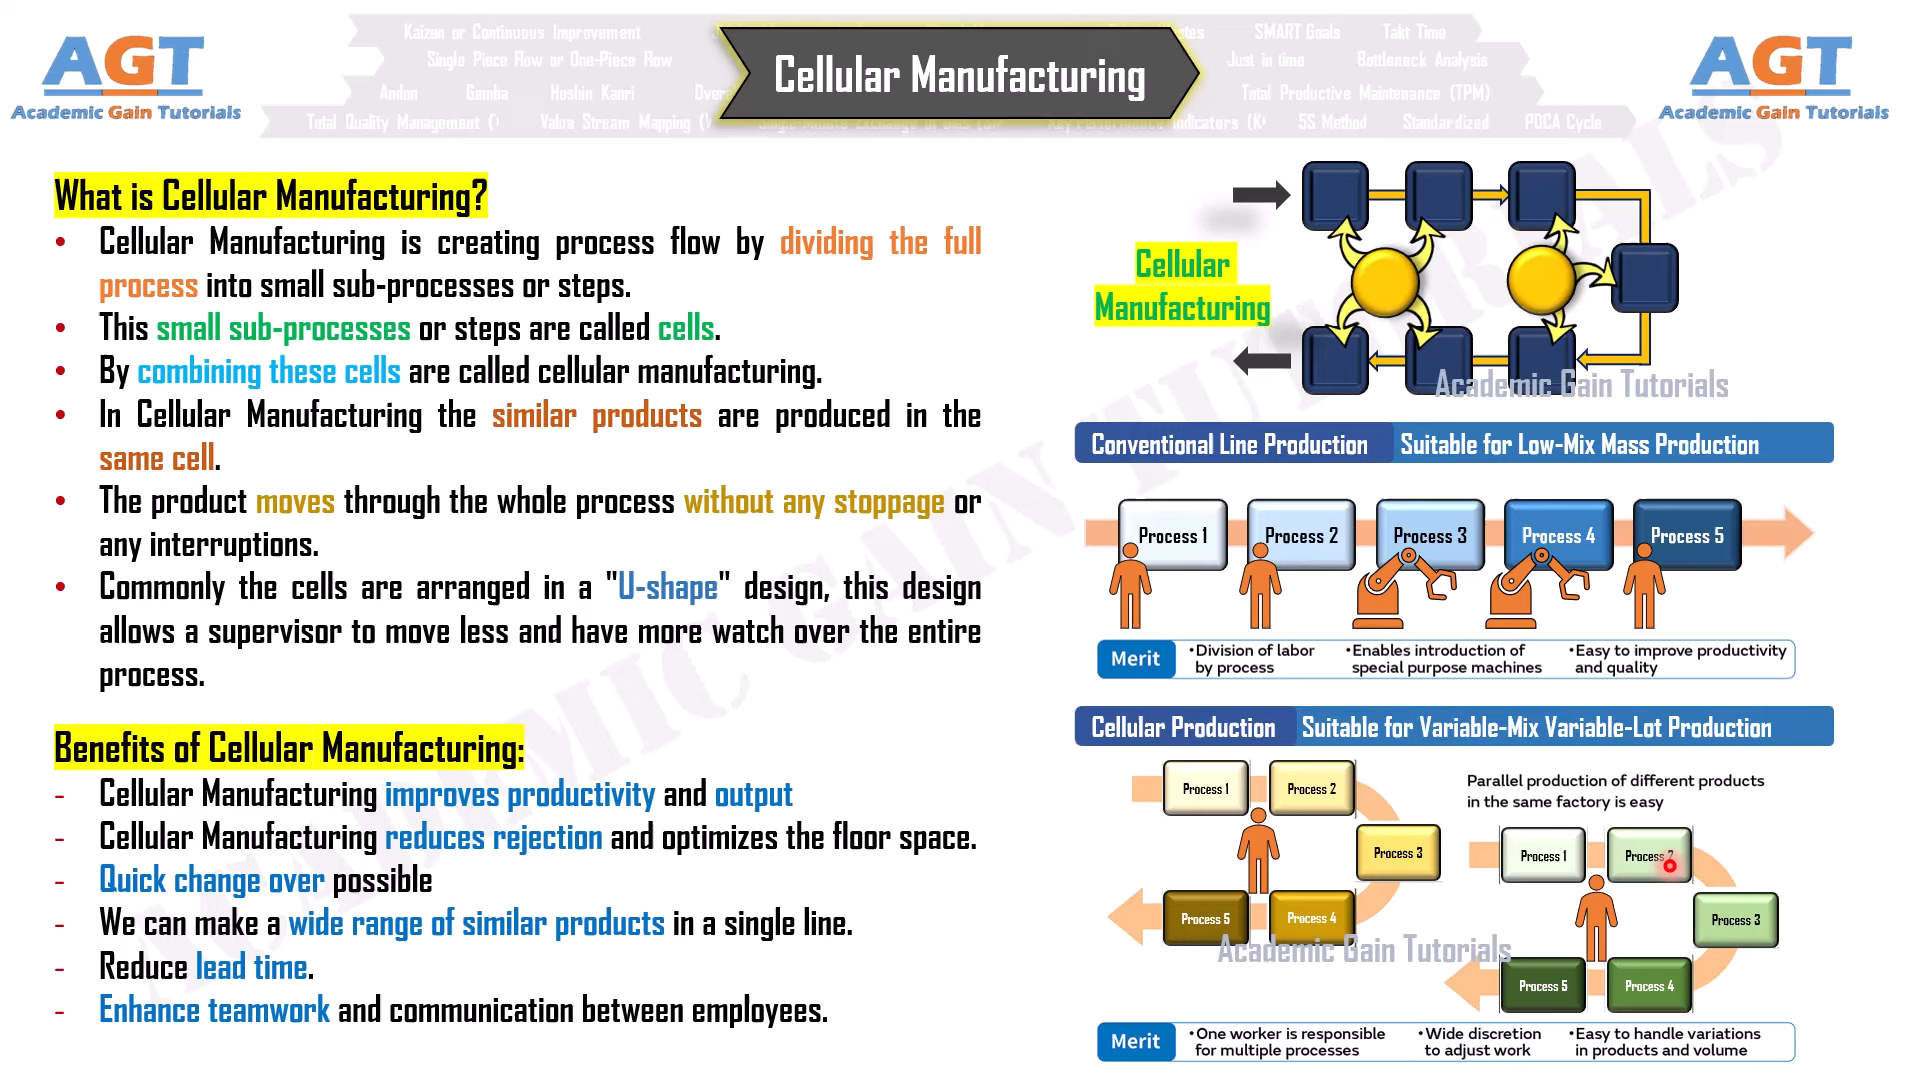 AGT
Academic Gain Tutorials
Kaizen or Continuous Improvement
SMART Goals
Takt Time
Single Piece Flow or One-Piece Flow
Just in time
Bottleneck Analysis
Andon
Gemba
Hoshin Kanri
Total Productive Maintenance (TPM)
Total Quality Management (
Value Stream Mapping (
5S Method
Standardized
PDCA Cycle
Cellular Manufacturing
AGT
Academic Gain Tutorials
What is Cellular Manufacturing?
• Cellular Manufacturing is creating process flow by dividing the full
process into small sub-processes or steps.
• This small sub-processes or steps are called cells.
• By combining these cells are called cellular manufacturing.
• In Cellular Manufacturing the similar products are produced in the
same cell.
• The product moves through the whole process without any stoppage or
any interruptions.
• Commonly the cells are arranged in a "U-shape" design, this design
allows a supervisor to move less and have more watch over the entire
process.
Benefits of Cellular Manufacturing:
- Cellular Manufacturing improves productivity and output
- Cellular Manufacturing reduces rejection and optimizes the floor space.
- Quick change over possible
- We can make a wide range of similar products in a single line.
- Reduce lead time.
- Enhance teamwork and communication between employees.
Cellular
Manufacturing
Academic Gain Tutorials
Conventional Line Production Suitable for Low-Mix Mass Production
Process 1
Process 2
Process 3
Process 4
Process 5
Merit
•Division of labor
by process
•Enables introduction of
special purpose machines
•Easy to improve productivity
and quality
Cellular Production Suitable for Variable-Mix Variable-Lot Production
Process 1
Process 2
Process 3
Process 4
Process 5
Parallel production of different products
in the same factory is easy
Process 1
Process 2
Process 3
Process 4
Process 5
Academic Gain Tutorials
Merit
•One worker is responsible
for multiple processes
•Wide discretion
to adjust work
•Easy to handle variations
in products and volume
ACADEMIC GAIN TUTORIALS